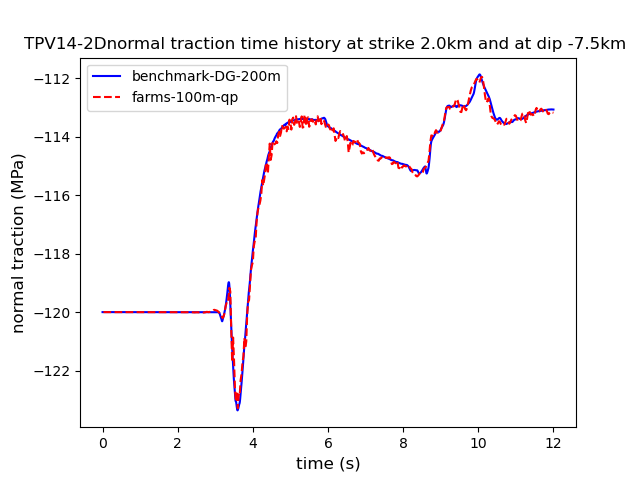 TPV14-2Dnormal traction time history at strike 2.0km and at dip -7.5km
benchmark-DG-200m
farms-100m-qp
normal traction (MPa)
−112
−114
−116
−118
−120
−122
0 2 4 6 8 10 12
time (s)